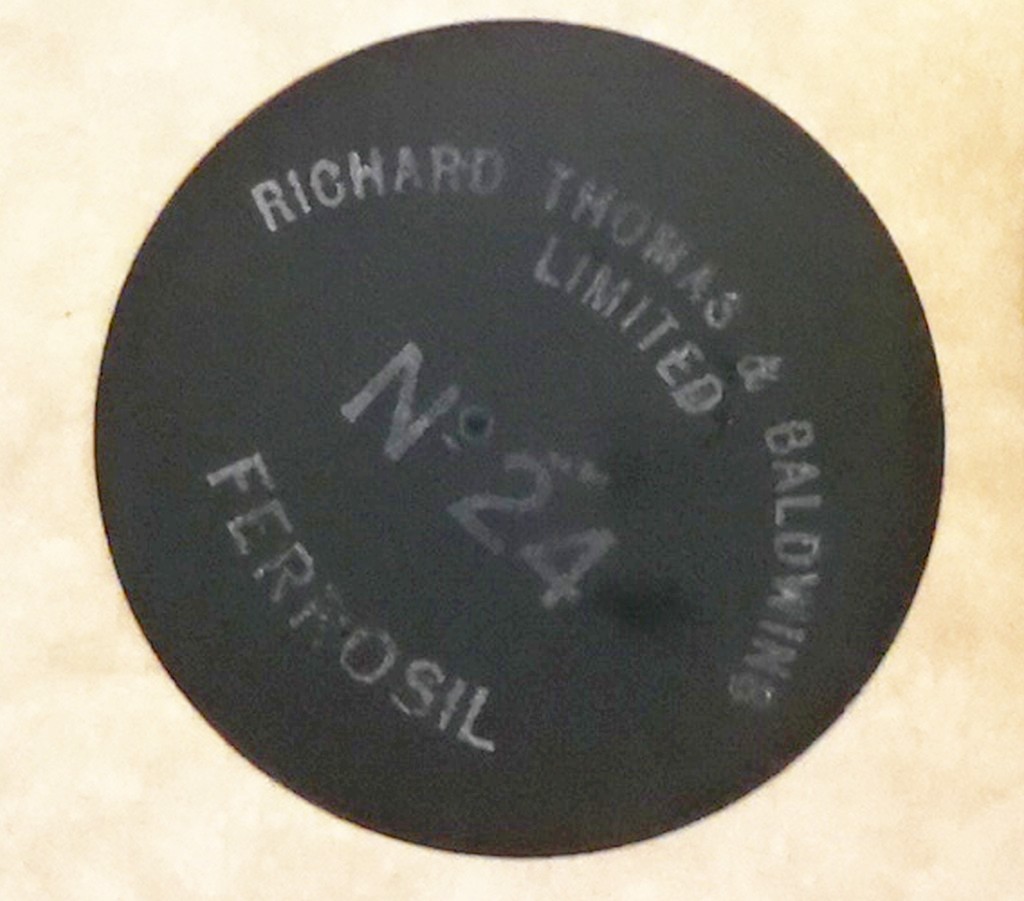 RICHARD THOMAS & BALDWINS
LIMITED
Nº 24
FERROSIL